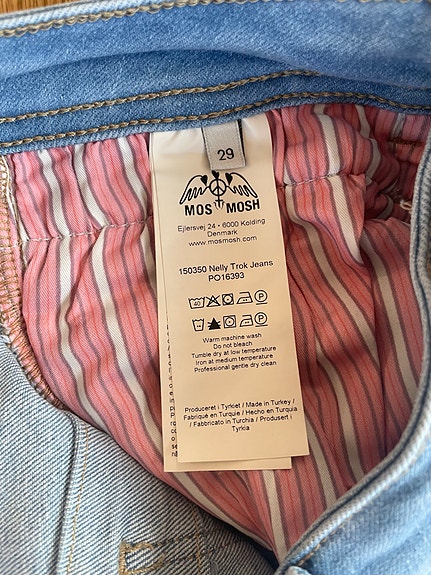 29
MOS MOSH
Ejlersvej 24 • 6000 Kolding
Denmark
www.mosmosh.com
150350 Nelly Trok Jeans
PO16393
40 P
P
Warm machine wash
Do not bleach
Tumble dry at low temperature
Iron at medium temperature
Professional gentle dry clean
Produceret i Tyrkiet / Made in Turkey /
Fabriqué en Turquie / Hecho en Turquia
/ Fabbricato in Turchia / Produsert i
Tyrkia